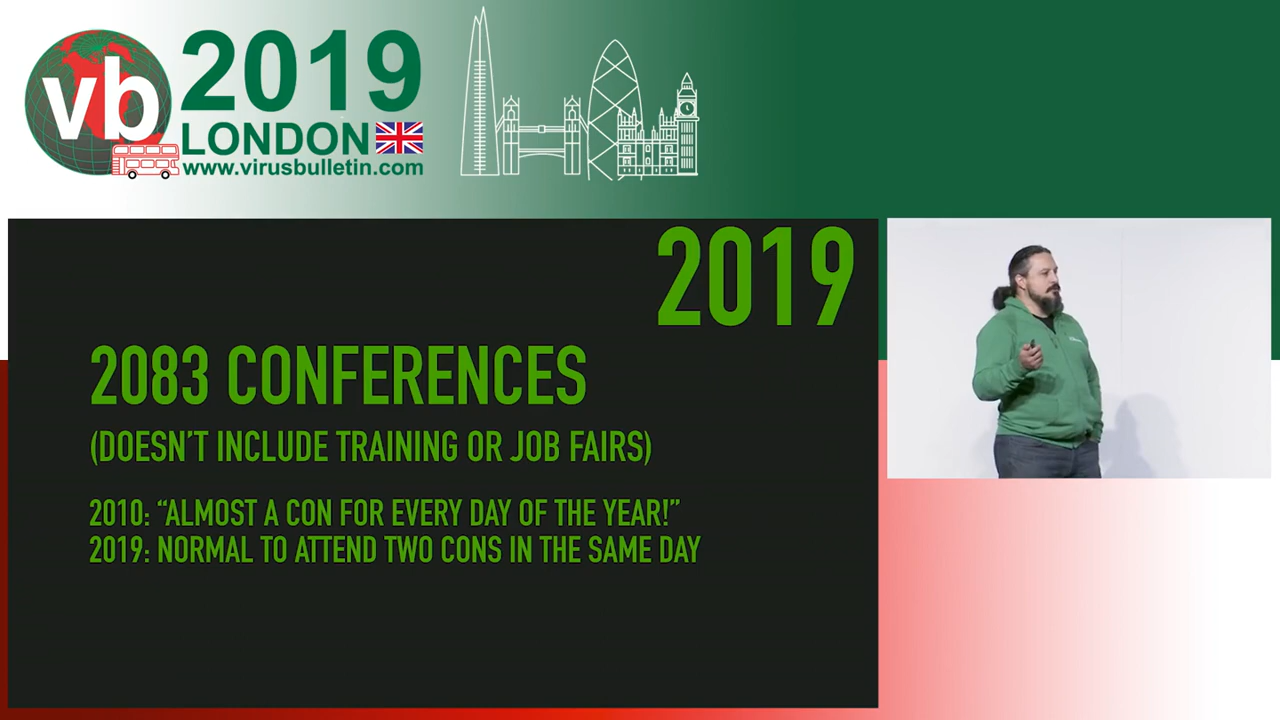 vb
2019
LONDON
www.virusbulletin.com
2019
2083 CONFERENCES
(DOESN'T INCLUDE TRAINING OR JOB FAIRS)
2010: “ALMOST A CON FOR EVERY DAY OF THE YEAR!”
2019: NORMAL TO ATTEND TWO CONS IN THE SAME DAY